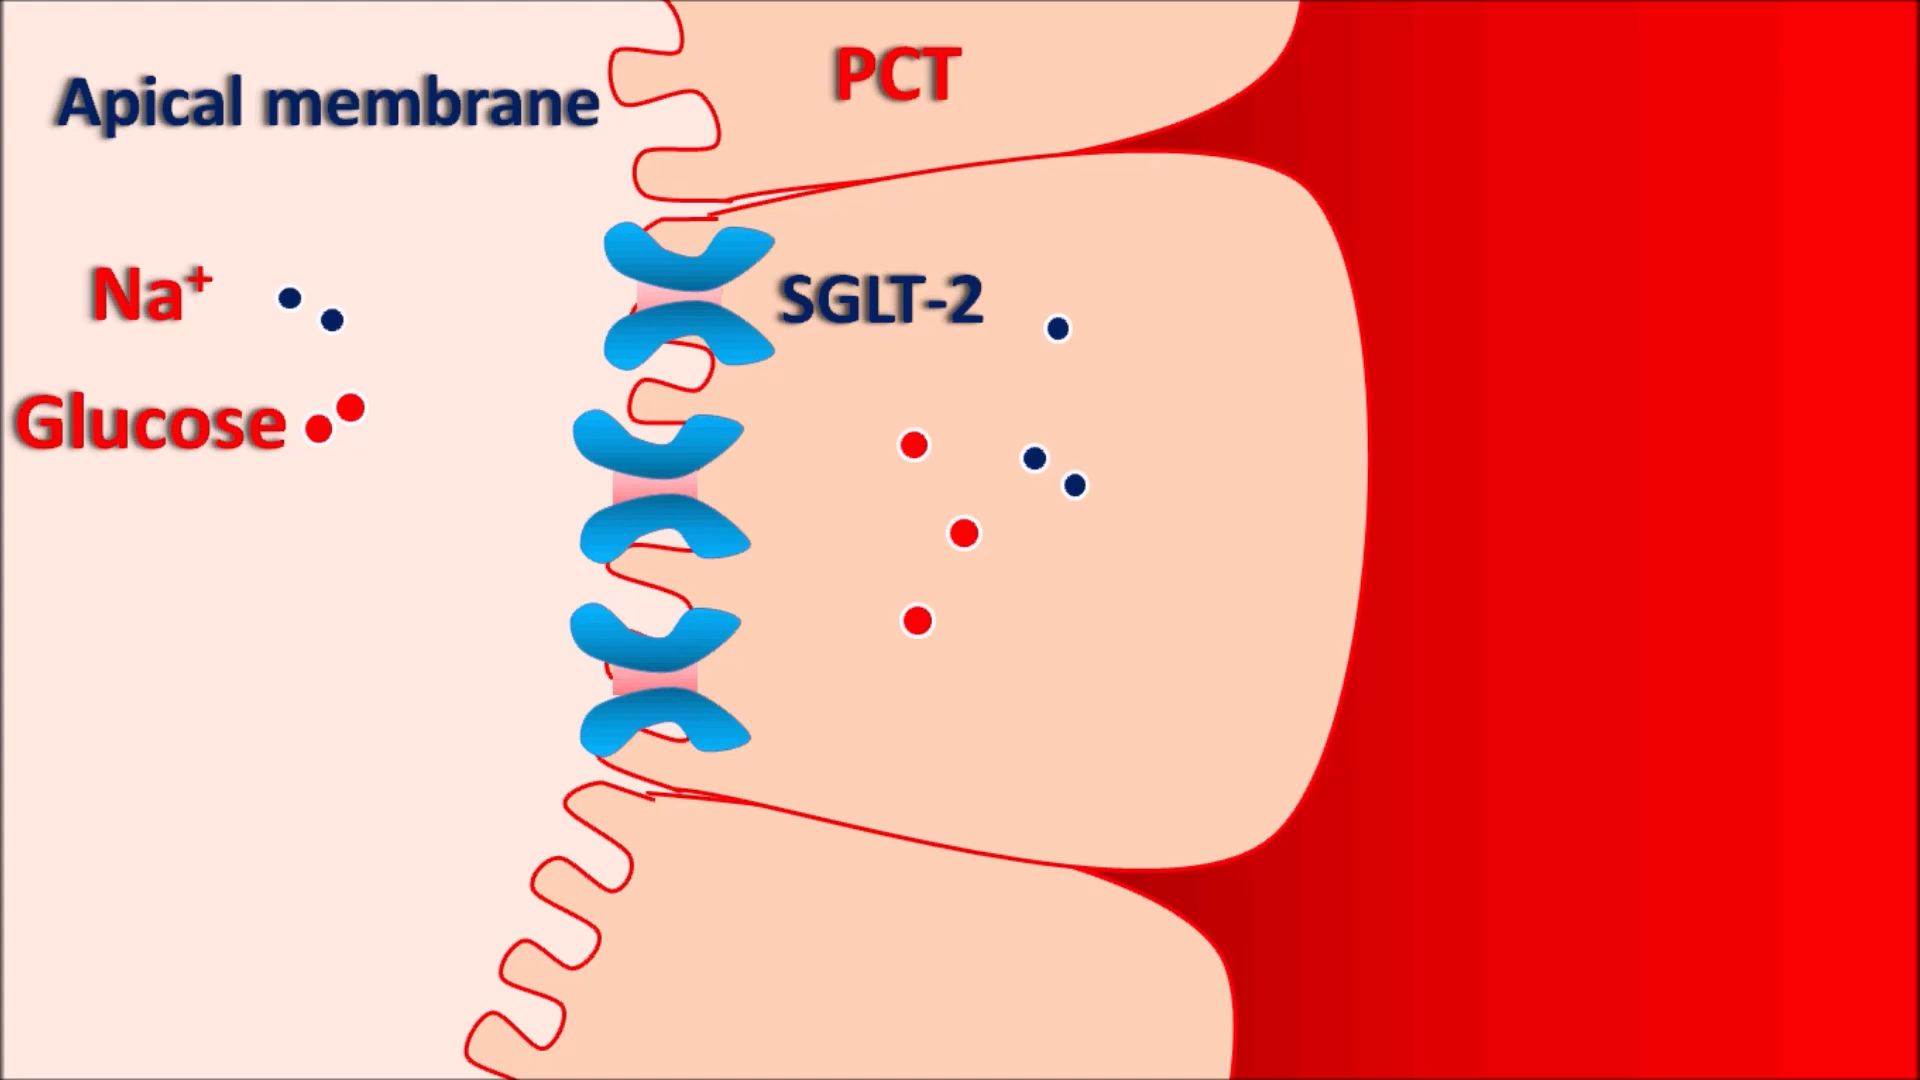 PCT
Apical membrane
Na⁺
SGLT-2
Glucose